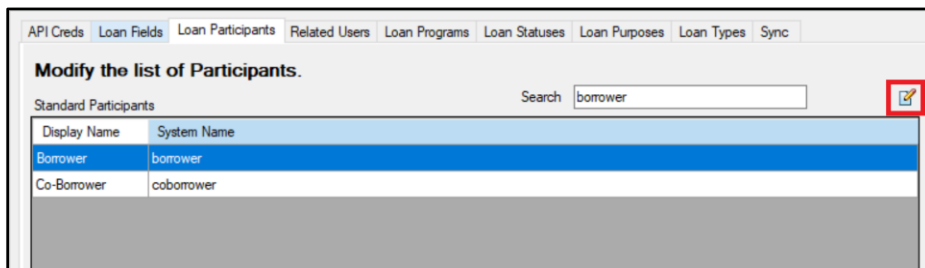 API Creds Loan Fields Loan Participants Related Users Loan Programs Loan Statuses Loan Purposes Loan Types Sync
Modify the list of Participants.
Search borrower
Standard Participants
Display Name System Name
Borrower borrower
Co-Borrower coborrower